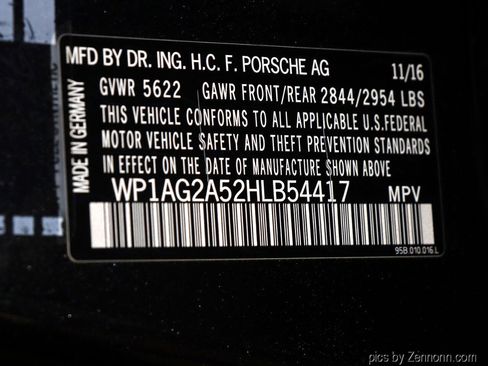 MFD BY DR. ING. H.C. F. PORSCHE AG 11/16
GVWR 5622 GAWR FRONT/REAR 2844/2954 LBS
THIS VEHICLE CONFORMS TO ALL APPLICABLE U.S.FEDERAL
MOTOR VEHICLE SAFETY AND THEFT PREVENTION STANDARDS
IN EFFECT ON THE DATE OF MANUFACTURE SHOWN ABOVE
MADE IN GERMANY
WP1AG2A52HLB54417 MPV
95B 010 016 L
pics by Zennonn.com